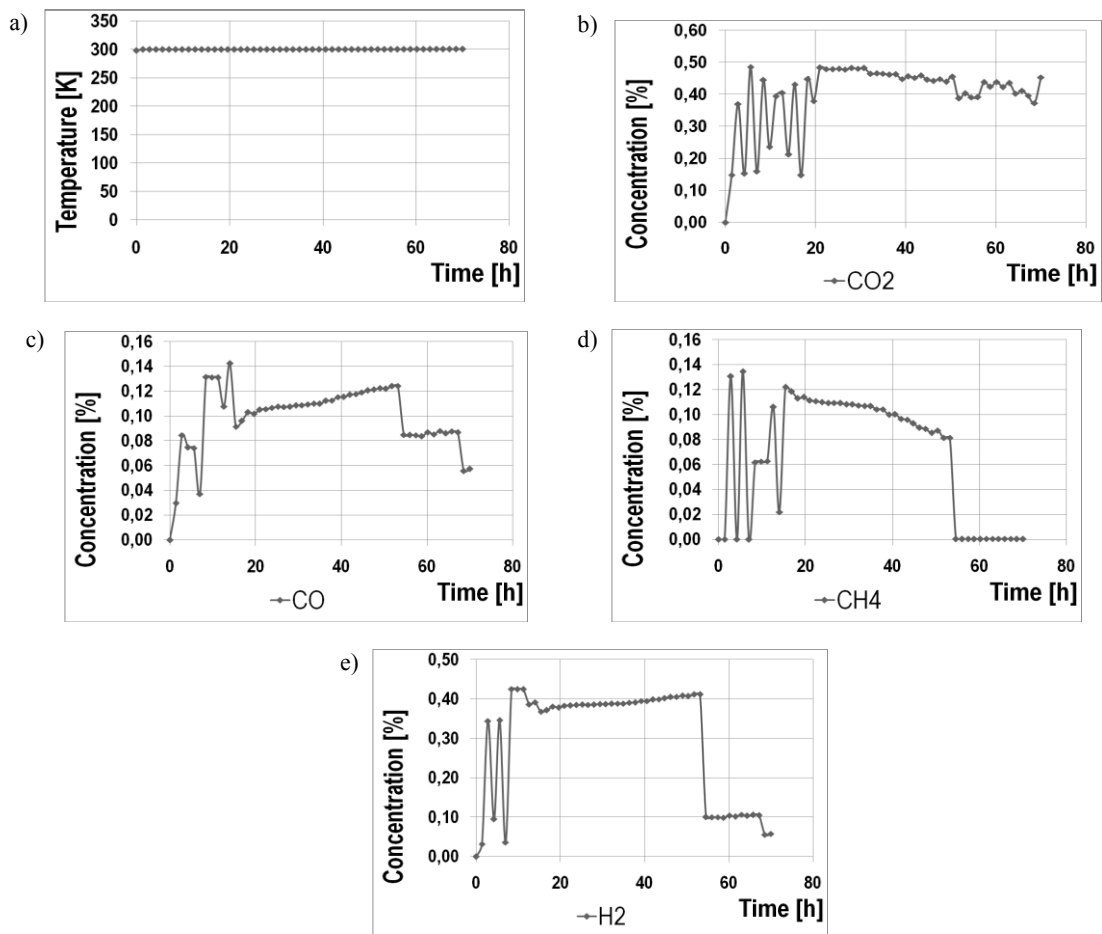 a)
Temperature [K]
350
300
250
200
150
100
50
0
0 20 40 60 80
Time [h]
b)
Concentration [%]
0,60
0,50
0,40
0,30
0,20
0,10
0,00
0 20 40 60 80
Time [h]
CO2
c)
Concentration [%]
0,16
0,14
0,12
0,10
0,08
0,06
0,04
0,02
0,00
0 20 40 60 80
Time [h]
CO
d)
Concentration [%]
0,16
0,14
0,12
0,10
0,08
0,06
0,04
0,02
0,00
0 20 40 60 80
Time [h]
CH4
e)
Concentration [%]
0,50
0,40
0,30
0,20
0,10
0,00
0 20 40 60 80
Time [h]
H2